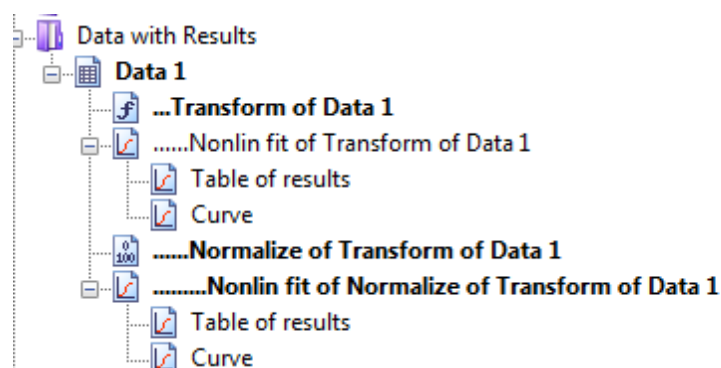 Data with Results
Data 1
...Transform of Data 1
......Nonlin fit of Transform of Data 1
Table of results
Curve
......Normalize of Transform of Data 1
.........Nonlin fit of Normalize of Transform of Data 1
Table of results
Curve